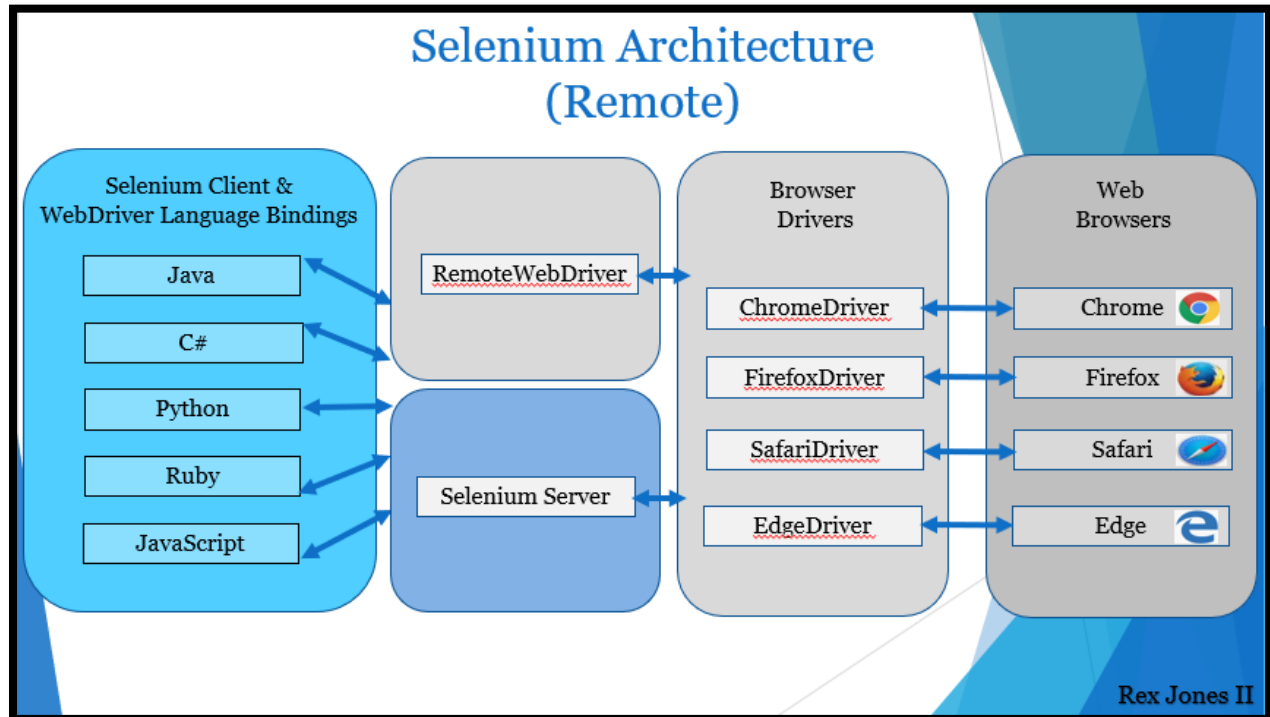 Selenium Architecture
(Remote)
Selenium Client &
WebDriver Language Bindings
Java
C#
Python
Ruby
JavaScript
RemoteWebDriver
Selenium Server
Browser
Drivers
ChromeDriver
FirefoxDriver
SafariDriver
EdgeDriver
Web
Browsers
Chrome
Firefox
Safari
Edge
Rex Jones II